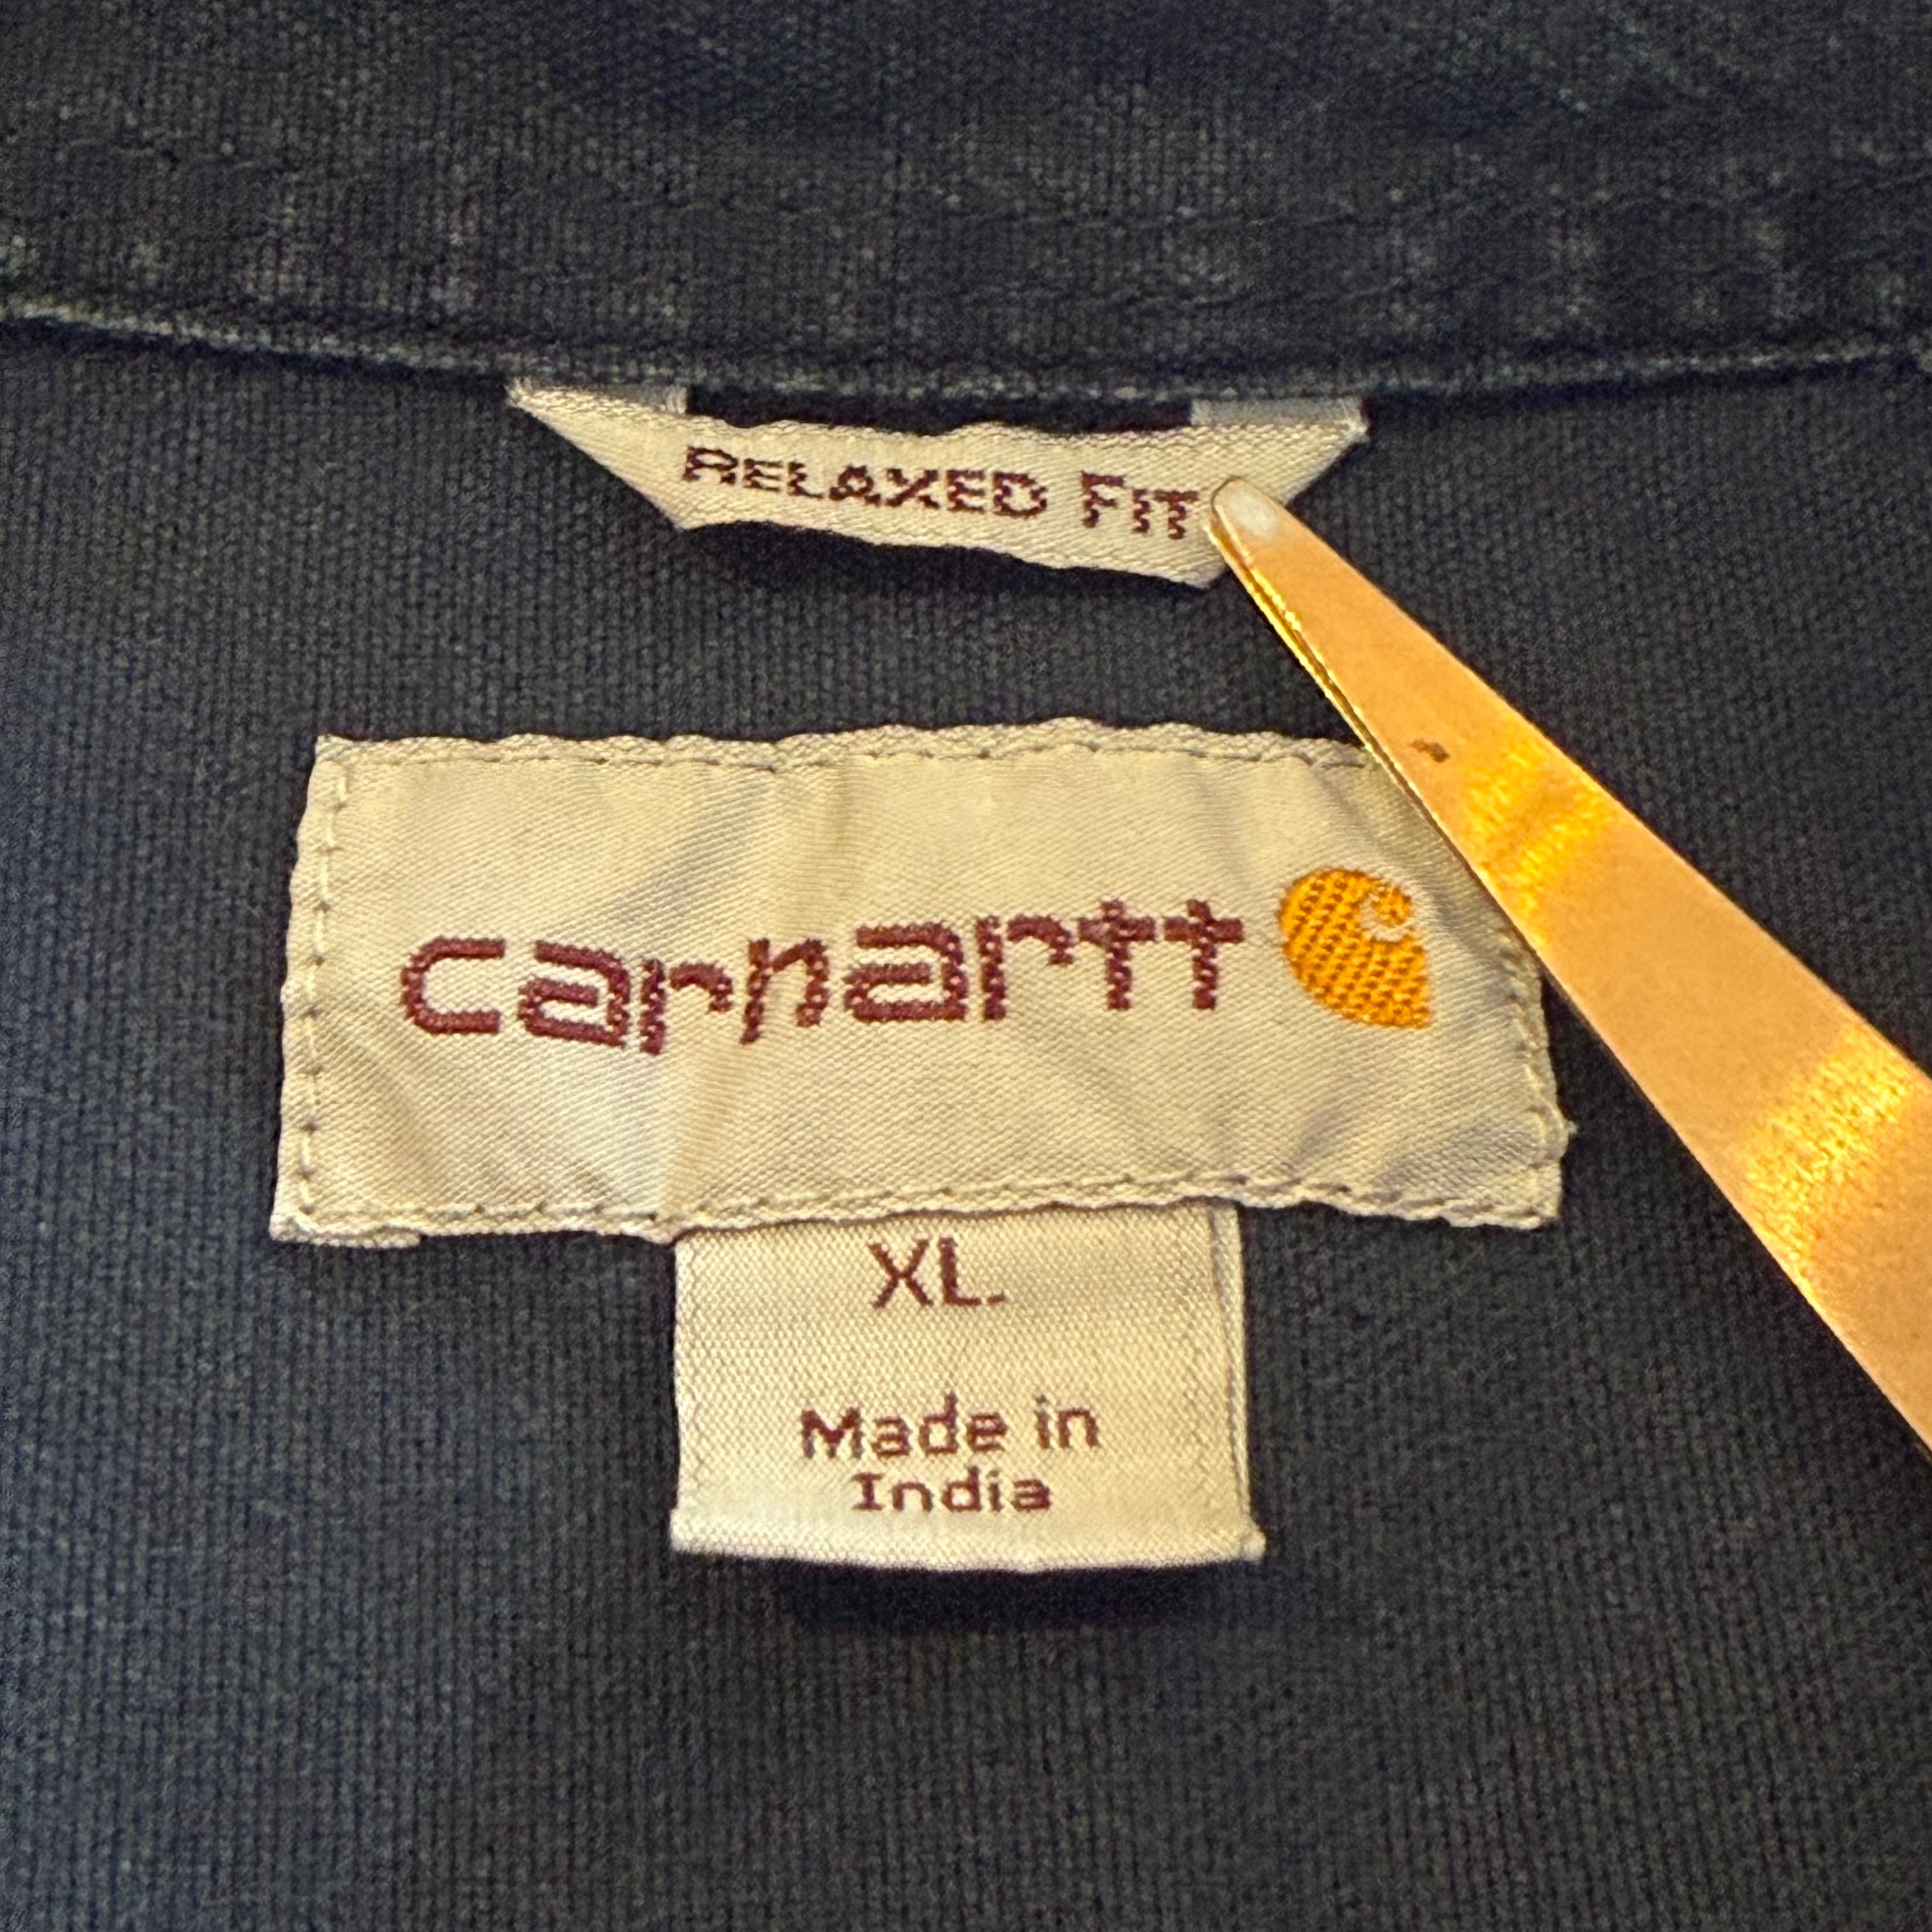 RELAXED FIT
carhartt
XL.
Made in
India